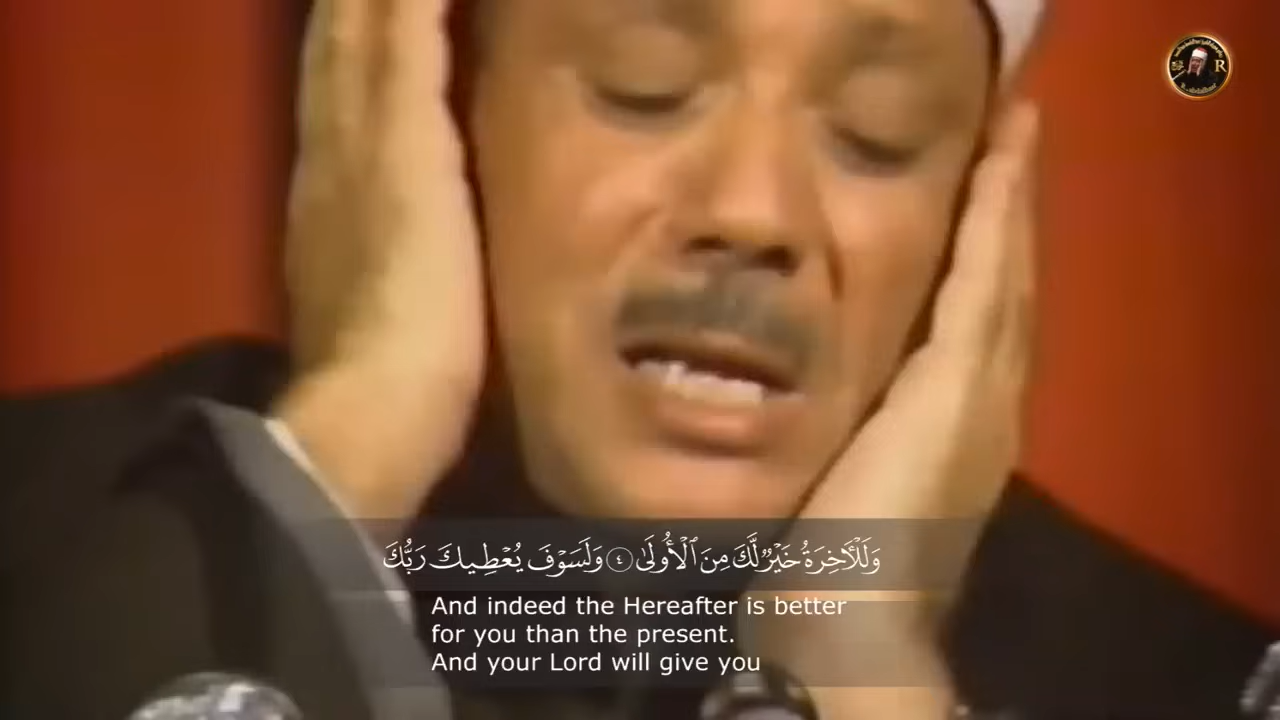 وَلَلْآخِرَةُ خَيْرٌ لَّكَ مِنَ ٱلْأُولَىٰ ٤ وَلَسَوْفَ يُعْطِيكَ رَبُّكَ
And indeed the Hereafter is better
for you than the present.
And your Lord will give you
R